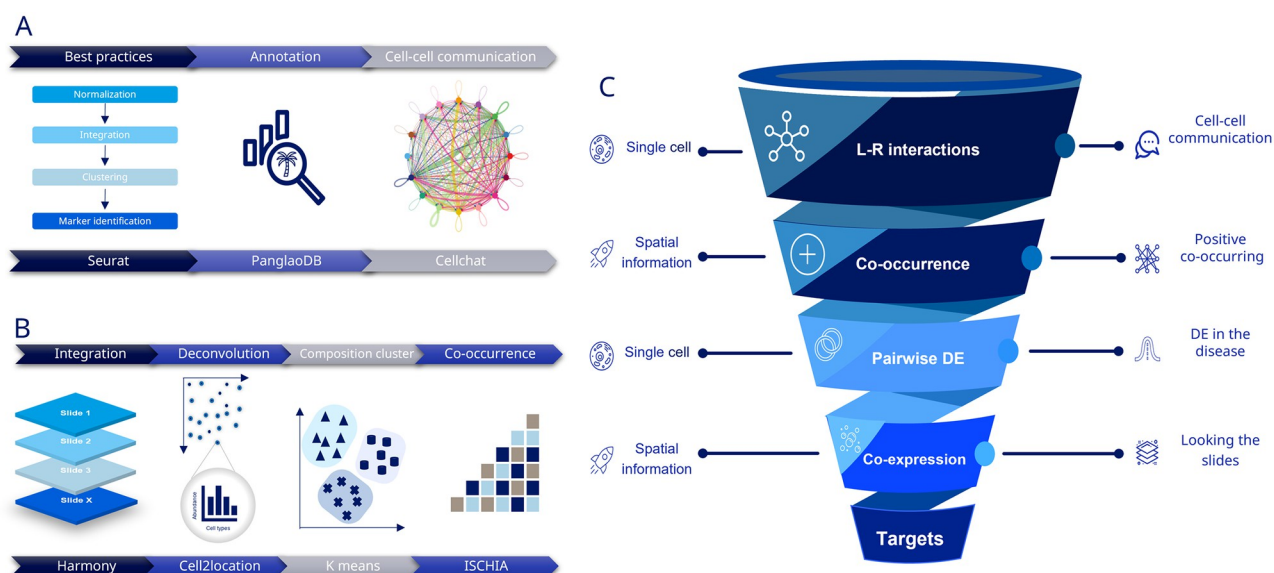 A
Best practices
Annotation
Cell-cell communication
Normalization
Integration
Clustering
Marker identification
Seurat
PanglaoDB
Cellchat
B
Integration
Deconvolution
Composition cluster
Co-occurrence
Slide 1
Slide 2
Slide 3
Slide X
Abundance
Cell types
Harmony
Cell2location
K means
ISCHIA
C
Single cell
L-R interactions
Cell-cell
communication
Spatial
information
Co-occurrence
Positive
co-occurring
Single cell
Pairwise DE
DE in the
disease
Spatial
information
Co-expression
Looking the
slides
Targets